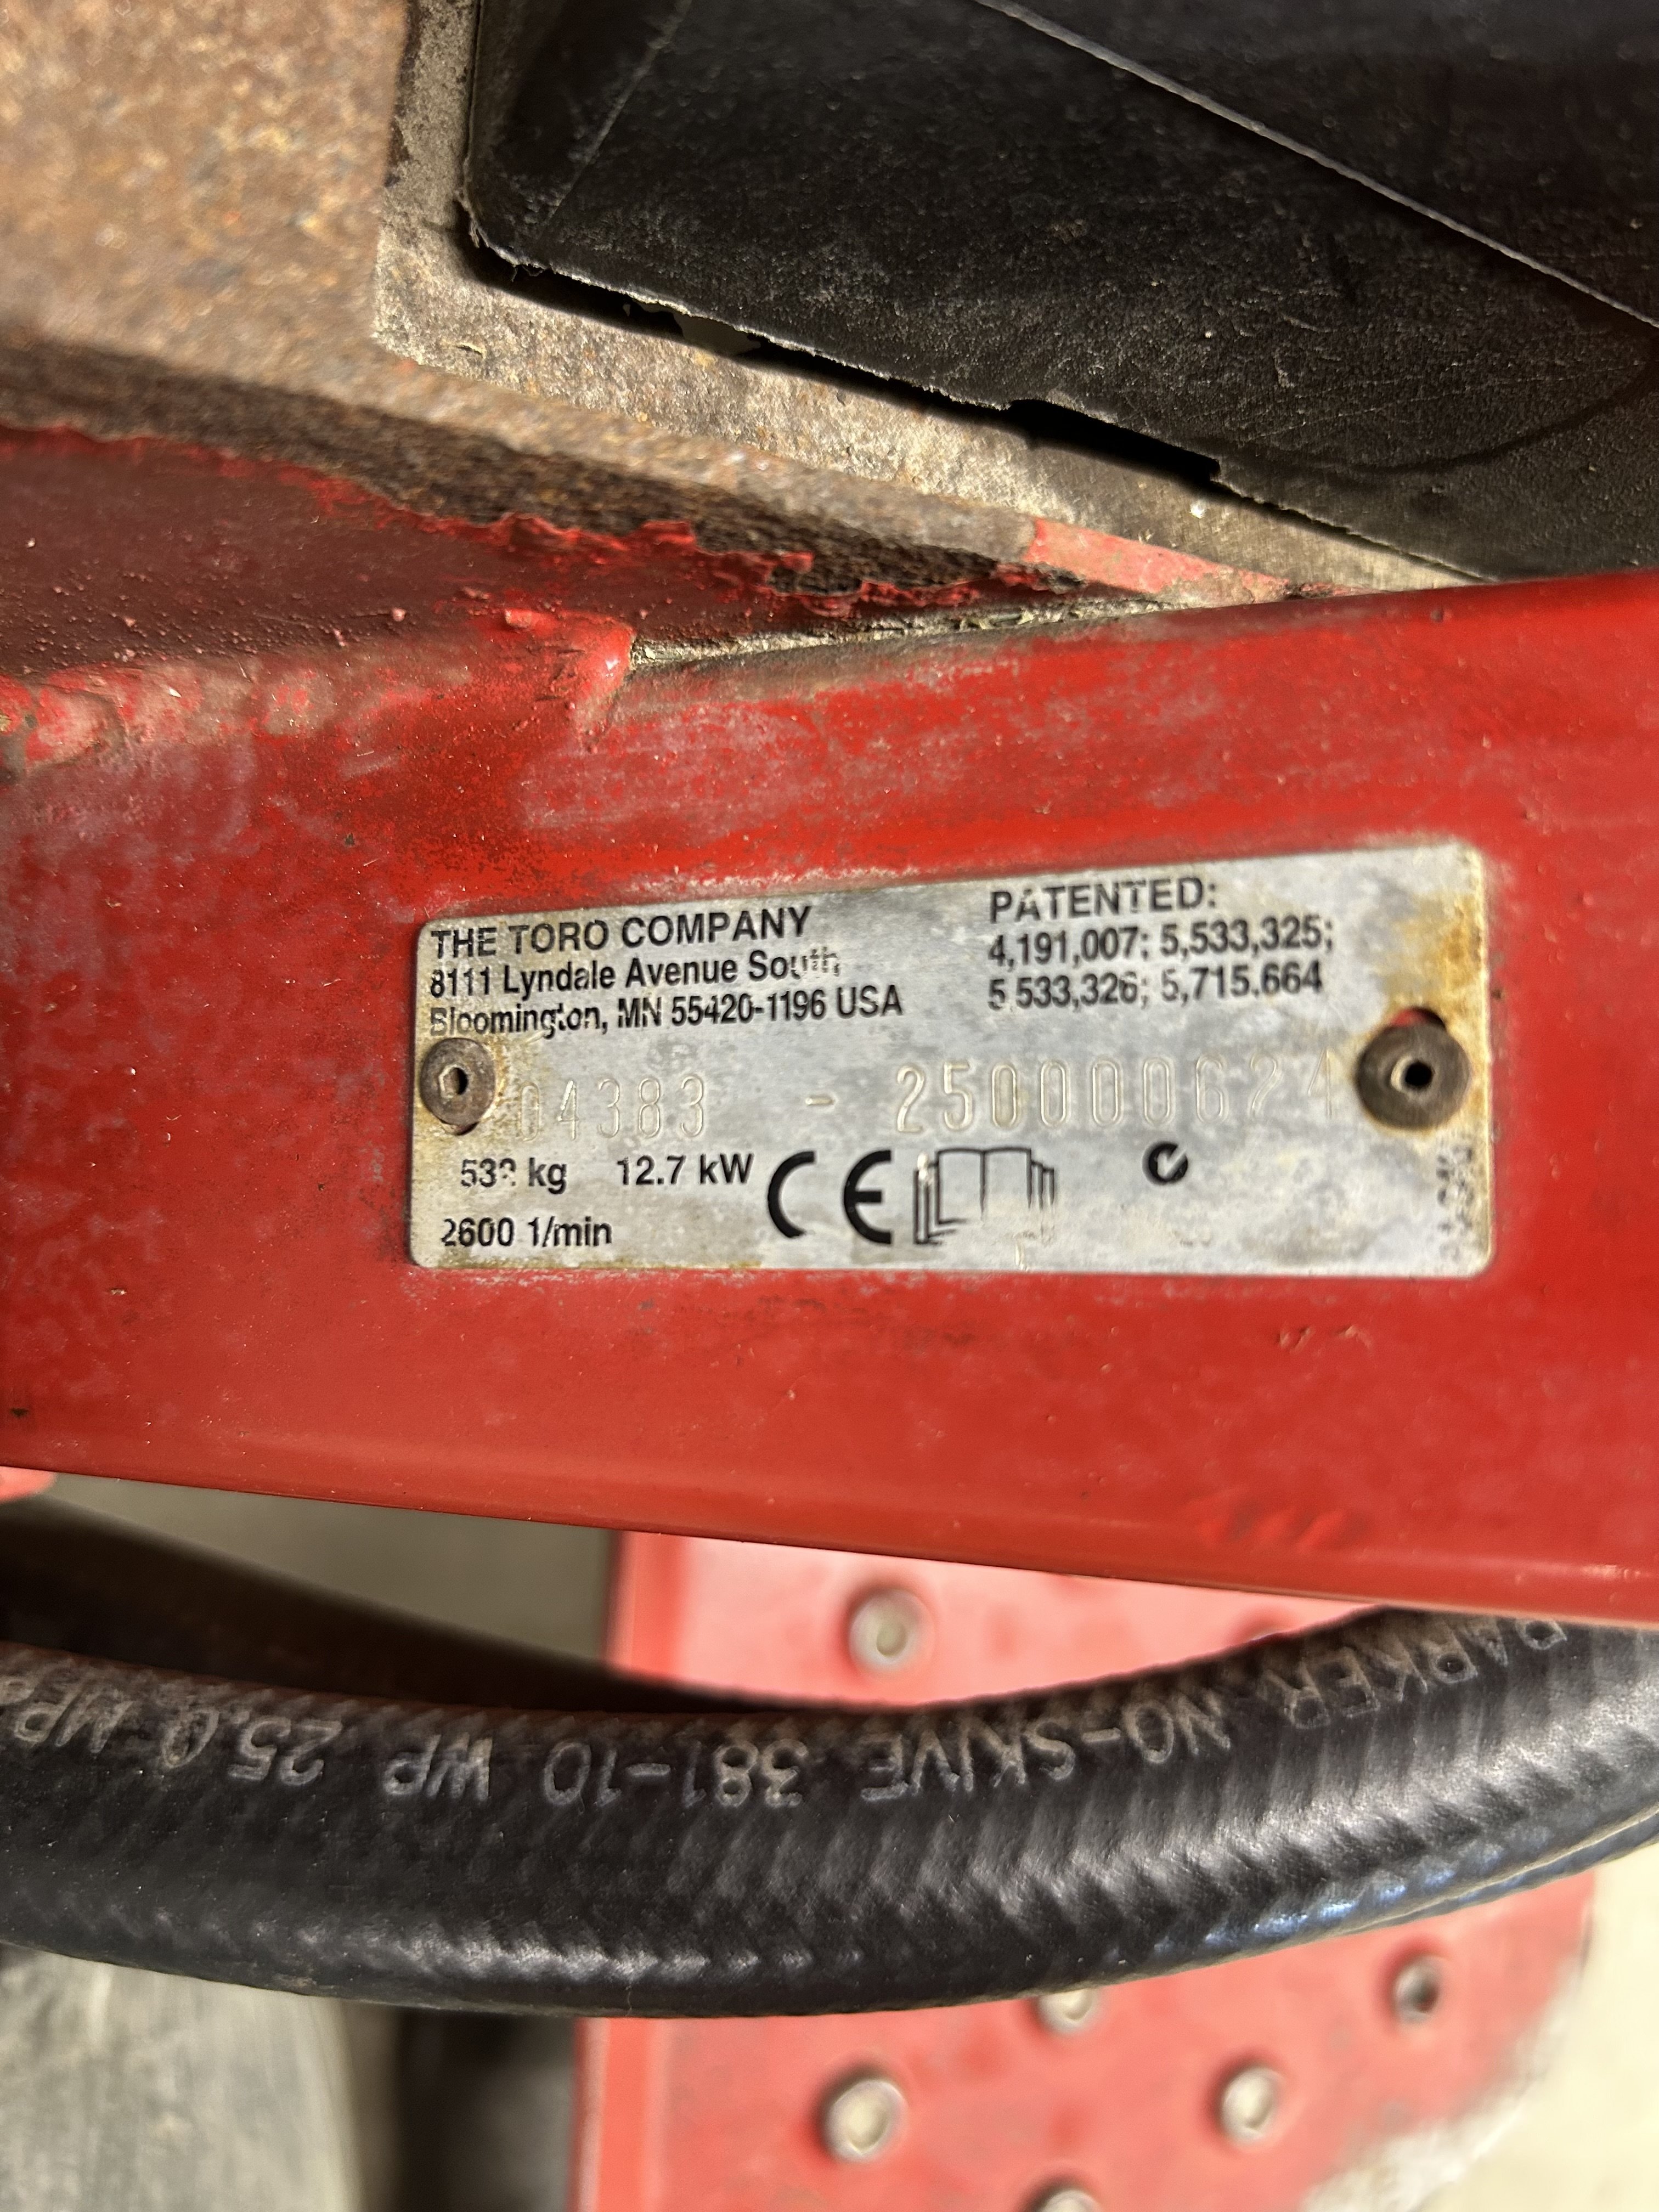 THE TORO COMPANY
8111 Lyndale Avenue South
Bloomington, MN 55420-1196 USA
PATENTED:
4,191,007; 5,533,325;
5,533,326; 5,715,664
04383 - 250000624
kg 12.7 kW CE
2600 1/min
PARKER NO-SKIVE 381-10 WP 25,0 MPa